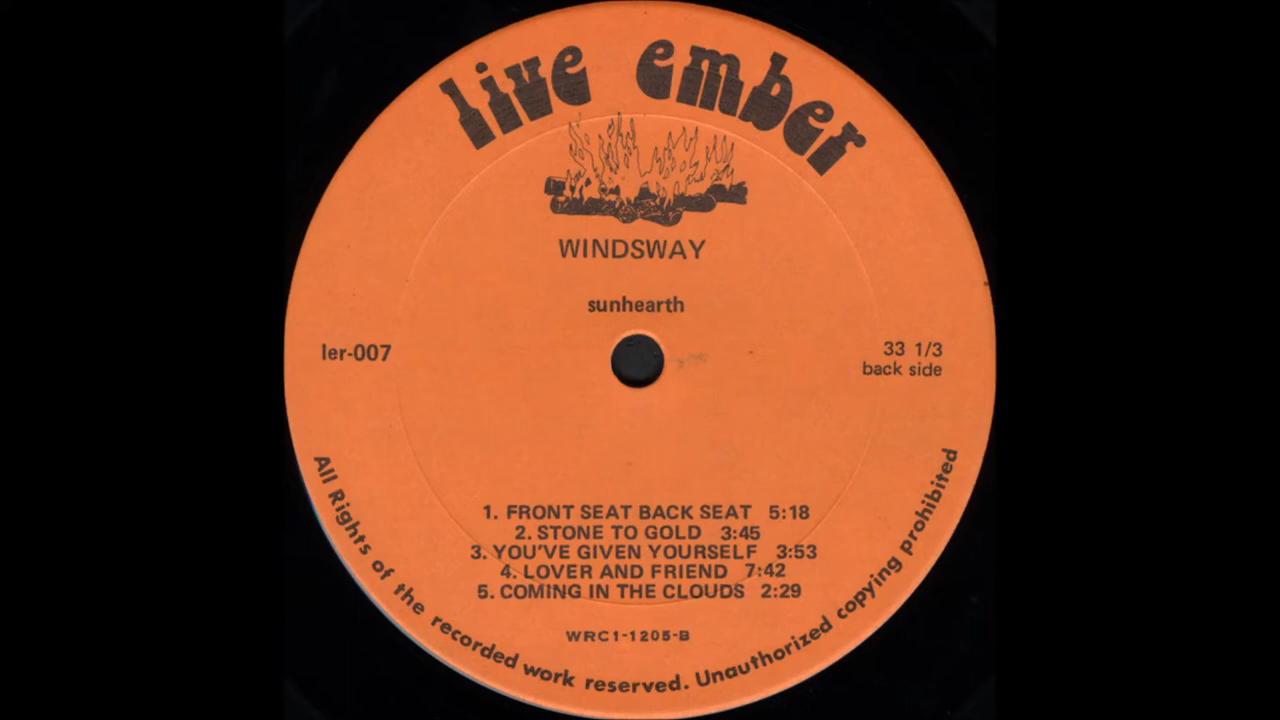 live ember
WINDSWAY
sunhearth
ler-007
33 1/3
back side
1. FRONT SEAT BACK SEAT 5:18
2. STONE TO GOLD 3:45
3. YOU'VE GIVEN YOURSELF 3:53
4. LOVER AND FRIEND 7:42
5. COMING IN THE CLOUDS 2:29
WRC1-1205-B
All Rights of the recorded work reserved. Unauthorized copying prohibited